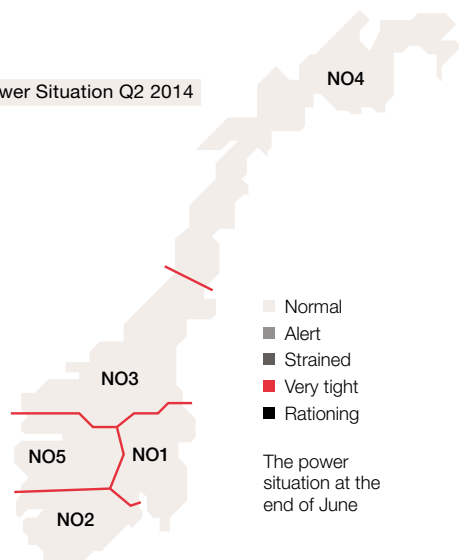 wer Situation Q2 2014
NO4
Normal
Alert
Strained
Very tight
Rationing
The power
situation at the
end of June
NO3
NO5
NO1
NO2